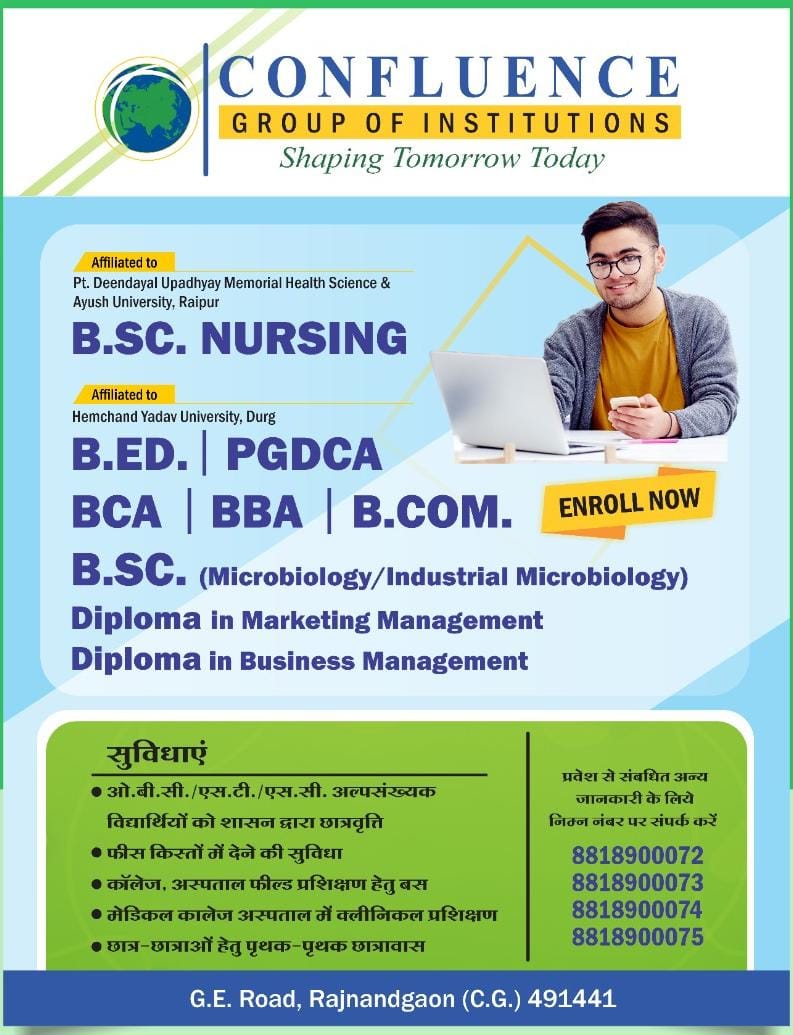 CONFLUENCE
GROUP OF INSTITUTIONS
Shaping Tomorrow Today
Affiliated to
Pt. Deendayal Upadhyay Memorial Health Science &
Ayush University, Raipur
B.SC. NURSING
Affiliated to
Hemchand Yadav University, Durg
B.ED. | PGDCA
BCA | BBA | B.COM.
ENROLL NOW
B.SC. (Microbiology/Industrial Microbiology)
Diploma in Marketing Management
Diploma in Business Management
सुविधाएं
• ओ.बी.सी./एस.टी./एस.सी. अल्पसंख्यक
विद्यार्थियों को शासन द्वारा छात्रवृत्ति
• फीस किस्तों में देने की सुविधा
• कॉलेज, अस्पताल फील्ड प्रशिक्षण हेतु बस
• मेडिकल कालेज अस्पताल में क्लीनिकल प्रशिक्षण
• छात्र-छात्राओं हेतु पृथक-पृथक छात्रावास
प्रवेश से संबधित अन्य
जानकारी के लिये
निम्न नंबर पर संपर्क करें
8818900072
8818900073
8818900074
8818900075
G.E. Road, Rajnandgaon (C.G.) 491441